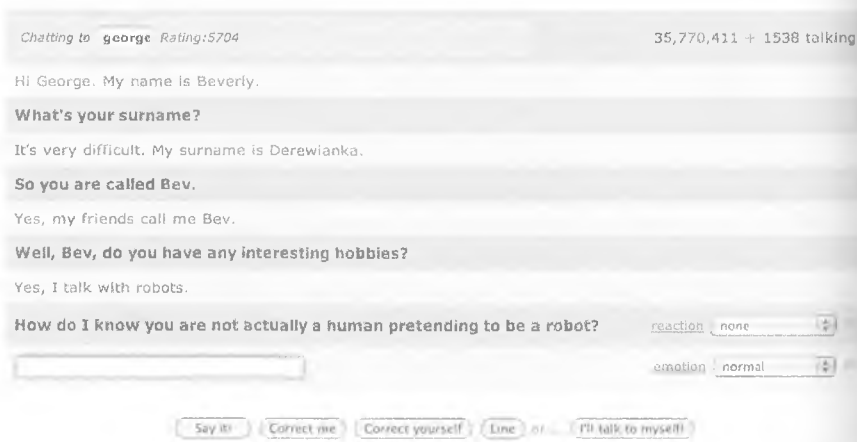 Chatting to george Rating:5704 35,770,411 + 1538 talking
Hi George. My name is Beverly.
What's your surname?
It's very difficult. My surname is Derewianka.
So you are called Bev.
Yes, my friends call me Bev.
Well, Bev, do you have any interesting hobbies?
Yes, I talk with robots.
How do I know you are not actually a human pretending to be a robot? reaction none
emotion normal
Say it! Correct me Correct yourself Line or ... I'll talk to myself!